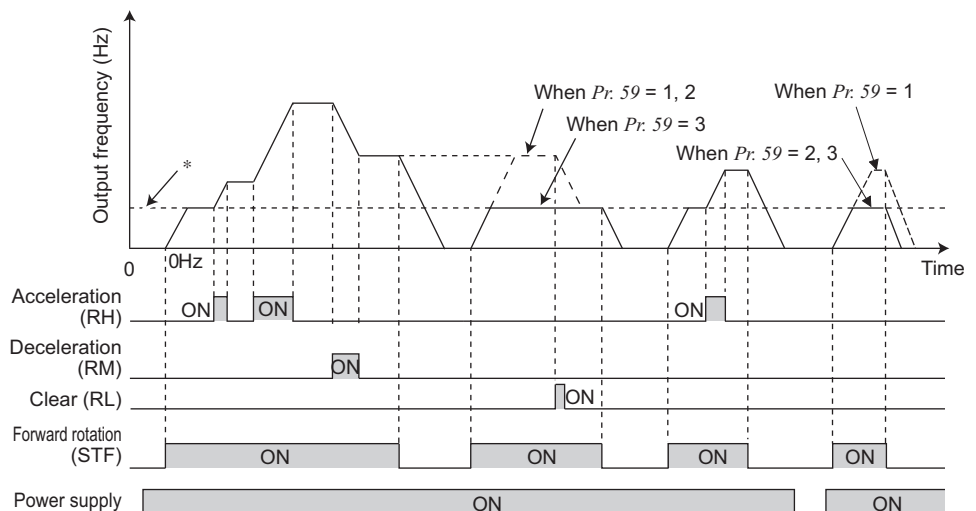 Output frequency (Hz)
When Pr. 59 = 1, 2
When Pr. 59 = 1
When Pr. 59 = 3
When Pr. 59 = 2, 3
*
0
0Hz
Time
Acceleration
(RH)
ON
ON
ON
Deceleration
(RM)
ON
Clear (RL)
ON
Forward rotation
(STF)
ON
ON
ON
ON
Power supply
ON
ON